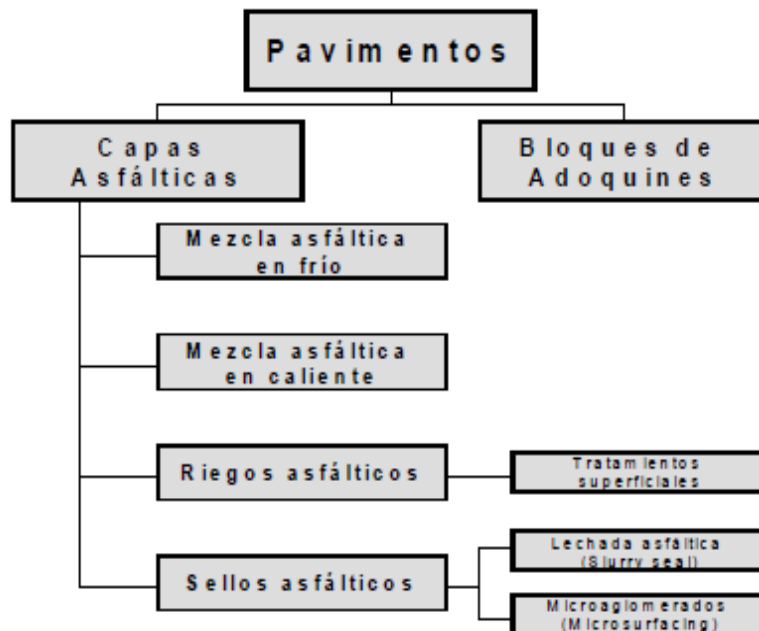 Pavimentos
Capas
Asfálticas
Bloques de
Adoquines
Mezcla asfáltica
en frío
Mezcla asfáltica
en caliente
Riegos asfálticos
Tratamientos
superficiales
Sellos asfálticos
Lechada asfáltica
(Slurry seal)
Microaglomerados
(Microsurfacing)